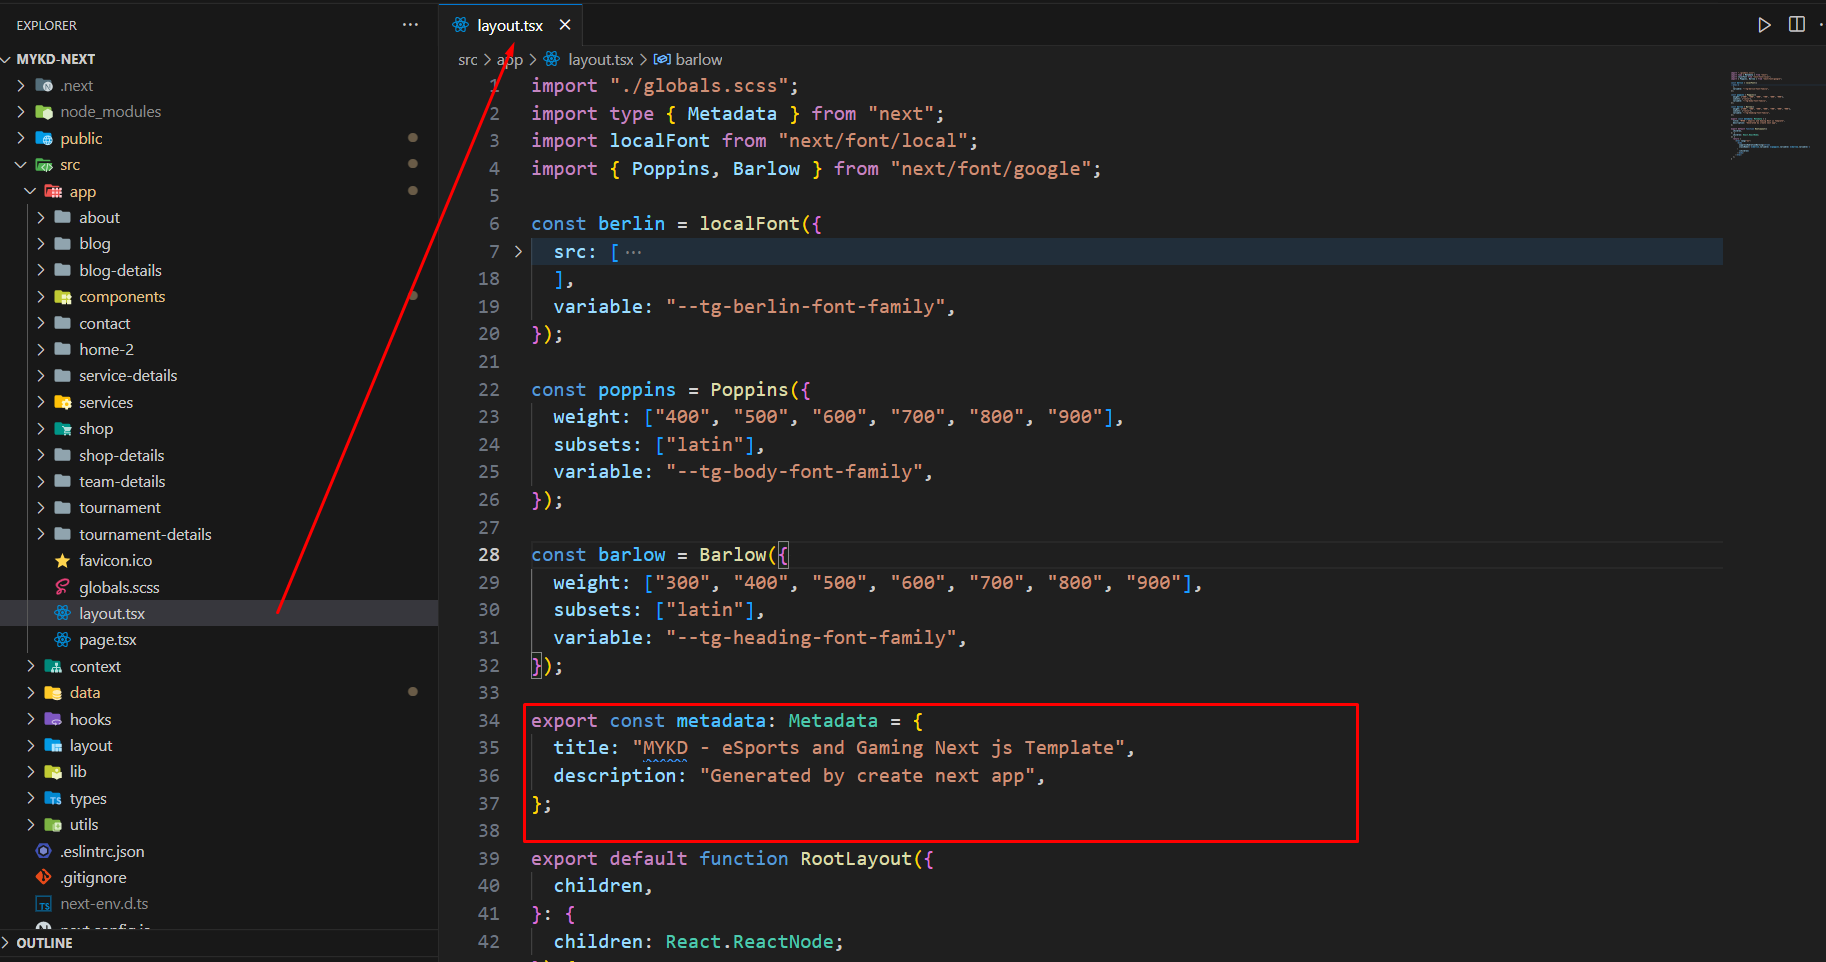 EXPLORER
MYKD-NEXT
.next
node_modules
public
src
app
about
blog
blog-details
components
contact
home-2
service-details
services
shop
shop-details
team-details
tournament
tournament-details
favicon.ico
globals.scss
layout.tsx
page.tsx
context
data
hooks
layout
lib
types
utils
.eslintrc.json
.gitignore
next-env.d.ts
OUTLINE
layout.tsx
src > app > layout.tsx > barlow
1 import "./globals.scss";
2 import type { Metadata } from "next";
3 import localFont from "next/font/local";
4 import { Poppins, Barlow } from "next/font/google";
5
6 const berlin = localFont({
7 src: [ ···
18 ],
19 variable: "--tg-berlin-font-family",
20 });
21
22 const poppins = Poppins({
23 weight: ["400", "500", "600", "700", "800", "900"],
24 subsets: ["latin"],
25 variable: "--tg-body-font-family",
26 });
27
28 const barlow = Barlow({
29 weight: ["300", "400", "500", "600", "700", "800", "900"],
30 subsets: ["latin"],
31 variable: "--tg-heading-font-family",
32 });
33
34 export const metadata: Metadata = {
35 title: "MYKD - eSports and Gaming Next js Template",
36 description: "Generated by create next app",
37 };
38
39 export default function RootLayout({
40 children,
41 }: {
42 children: React.ReactNode;